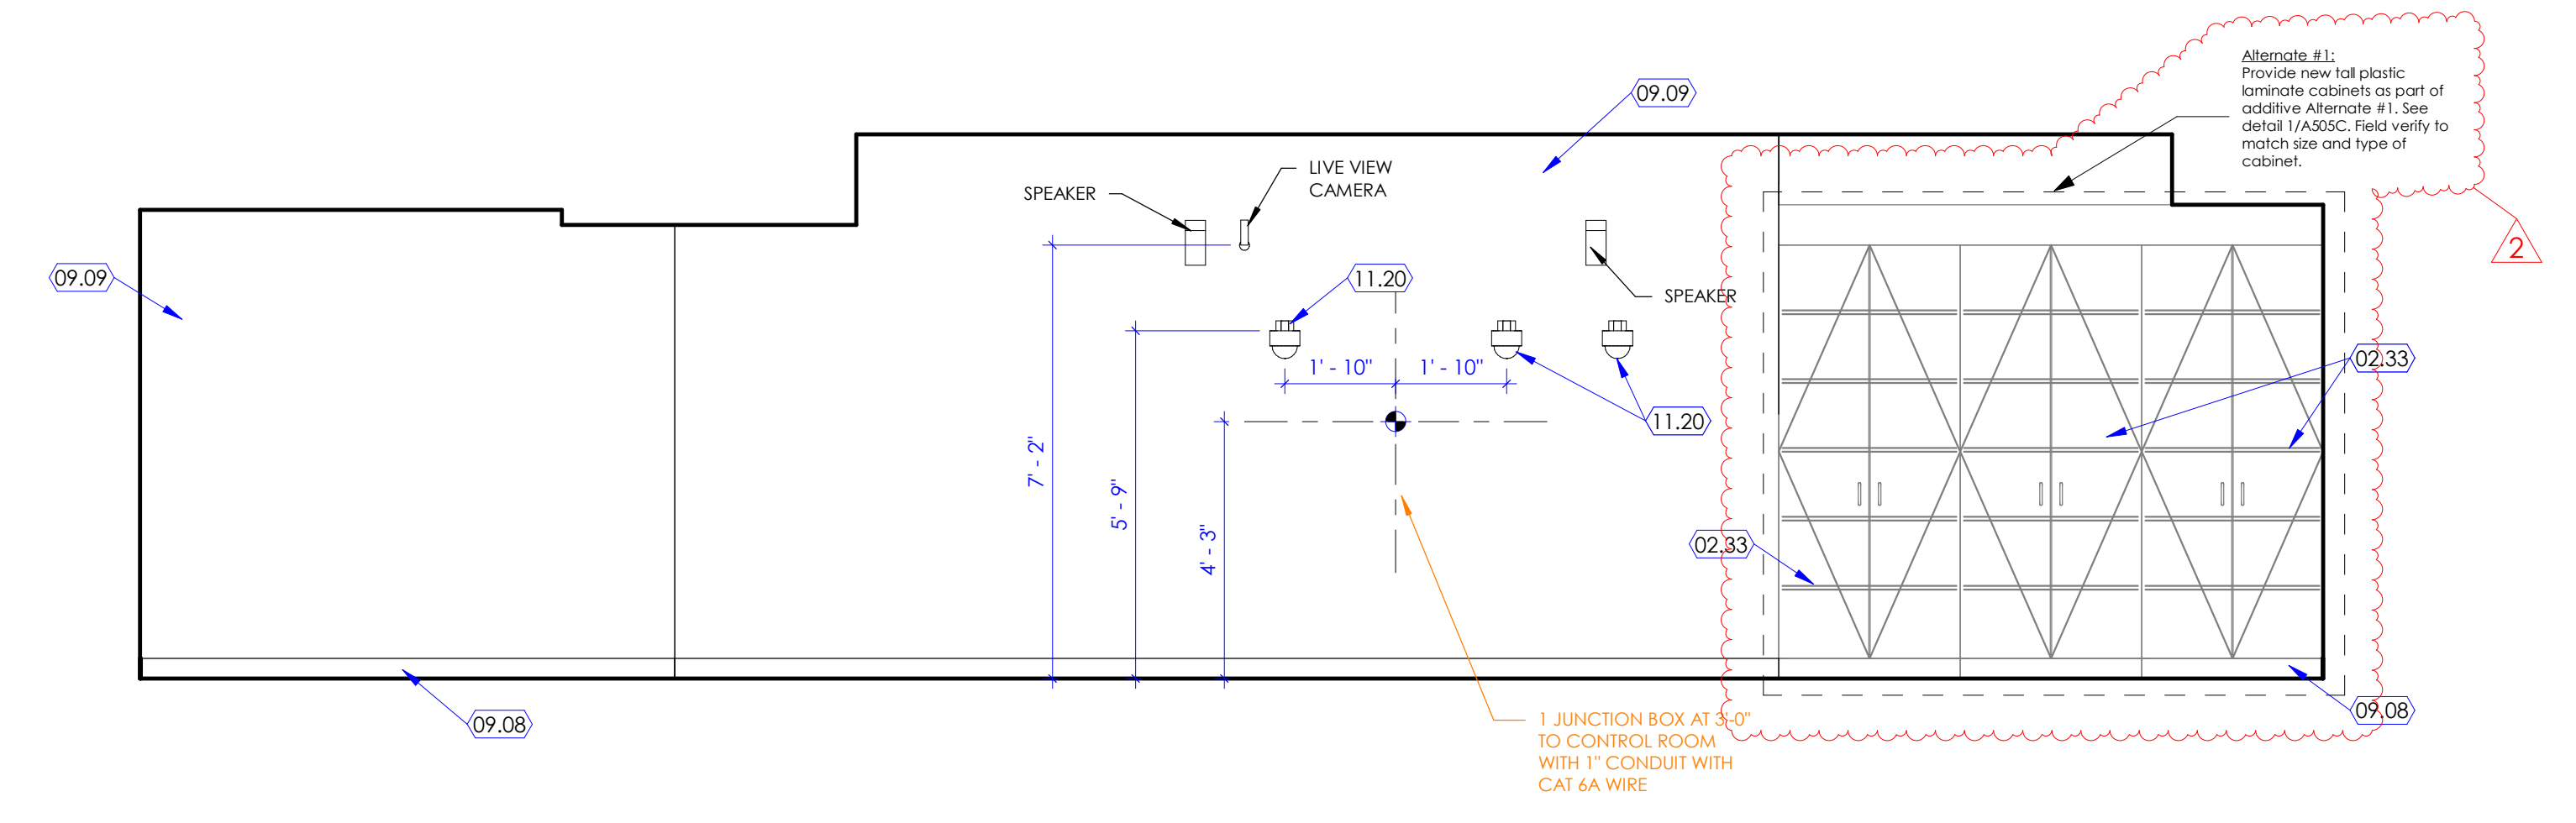 Alternate #1:
Provide new tall plastic
laminate cabinets as part of
additive Alternate #1. See
detail 1/A505C. Field verify to
match size and type of
cabinet.
09.09
LIVE VIEW
CAMERA
SPEAKER
2
09.09
11.20
SPEAKER
02.33
1' - 10"
1' - 10"
11.20
7' - 2"
5' - 9"
4' - 3"
02.33
09.08
09.08
1 JUNCTION BOX AT 3'-0"
TO CONTROL ROOM
WITH 1" CONDUIT WITH
CAT 6A WIRE